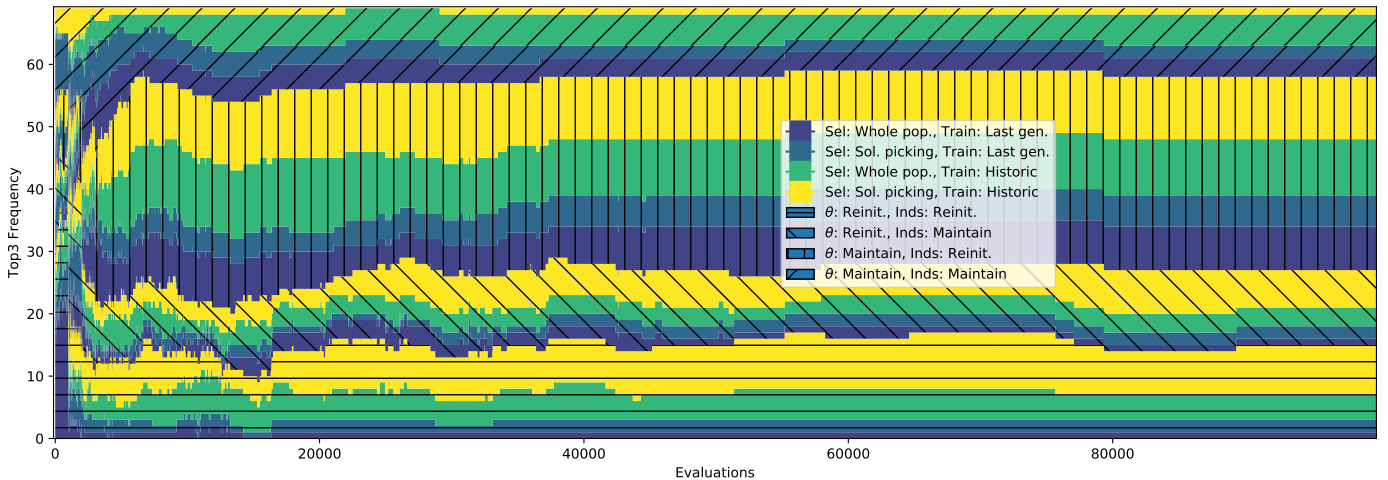 60
50
40
30
20
10
0
Top3 Frequency
Sel: Whole pop., Train: Last gen.
Sel: Sol. picking, Train: Last gen.
Sel: Whole pop., Train: Historic
Sel: Sol. picking, Train: Historic
θ: Reinit., Inds: Reinit.
θ: Reinit., Inds: Maintain
θ: Maintain, Inds: Reinit.
θ: Maintain, Inds: Maintain
0 20000 40000 60000 80000
Evaluations